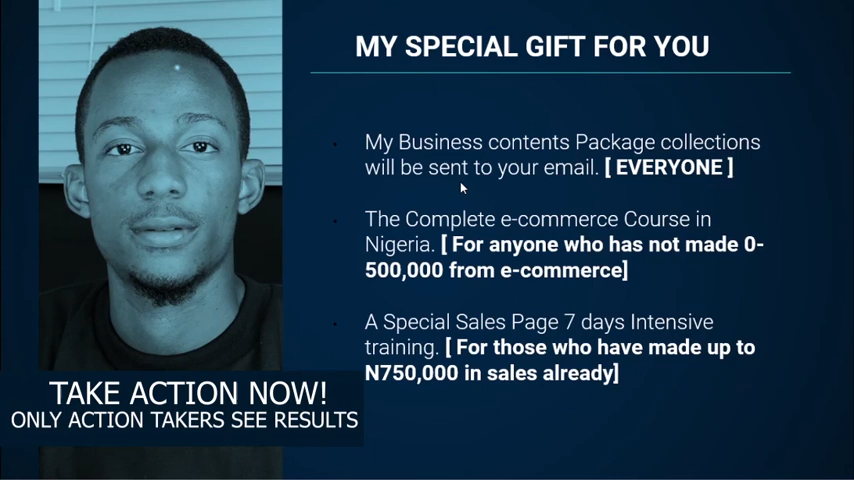 MY SPECIAL GIFT FOR YOU
My Business contents Package collections
will be sent to your email. [ EVERYONE ]
The Complete e-commerce Course in
Nigeria. [ For anyone who has not made 0-
500,000 from e-commerce]
A Special Sales Page 7 days Intensive
training. [ For those who have made up to
N750,000 in sales already]
TAKE ACTION NOW!
ONLY ACTION TAKERS SEE RESULTS